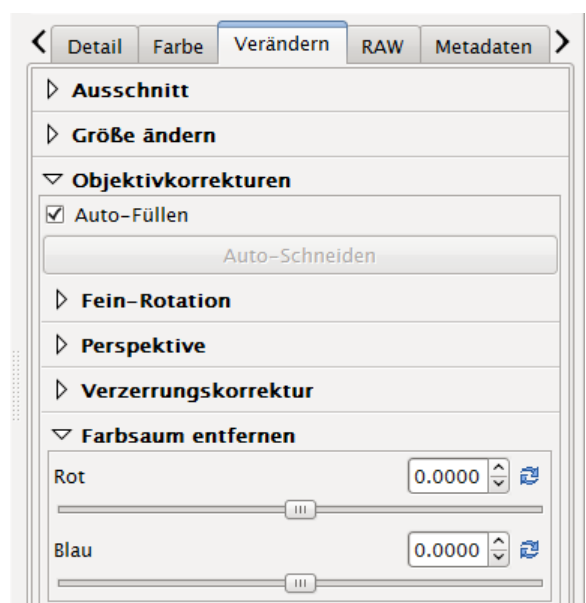 Detail Farbe Verändern RAW Metadaten
Ausschnitt
Größe ändern
Objektivkorrekturen
Auto-Füllen
Auto-Schneiden
Fein-Rotation
Perspektive
Verzerrungskorrektur
Farbsaum entfernen
Rot 0.0000
Blau 0.0000